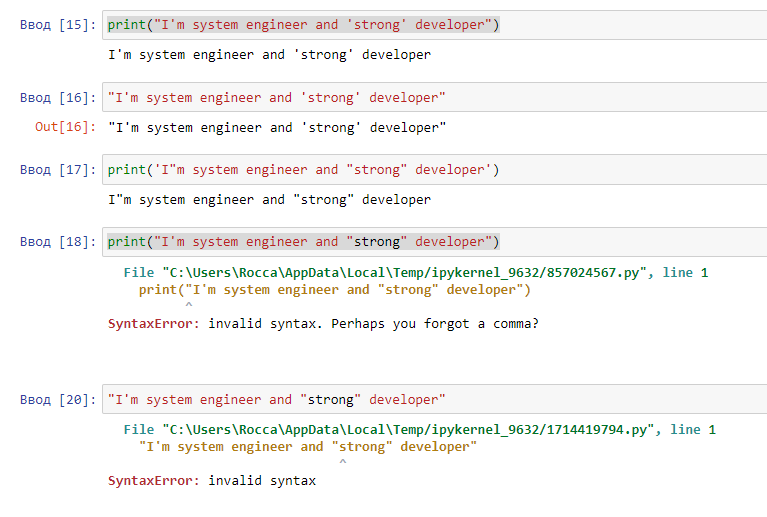 Ввод [15]: print("I'm system engineer and 'strong' developer")
I'm system engineer and 'strong' developer
Ввод [16]: "I'm system engineer and 'strong' developer"
Out[16]: "I'm system engineer and 'strong' developer"
Ввод [17]: print('I"m system engineer and "strong" developer')
I"m system engineer and "strong" developer
Ввод [18]: print("I'm system engineer and "strong" developer")
File "C:\Users\Rocca\AppData\Local\Temp/ipykernel_9632/857024567.py", line 1
print("I'm system engineer and "strong" developer")
^
SyntaxError: invalid syntax. Perhaps you forgot a comma?
Ввод [20]: "I'm system engineer and "strong" developer"
File "C:\Users\Rocca\AppData\Local\Temp/ipykernel_9632/1714419794.py", line 1
"I'm system engineer and "strong" developer"
^
SyntaxError: invalid syntax